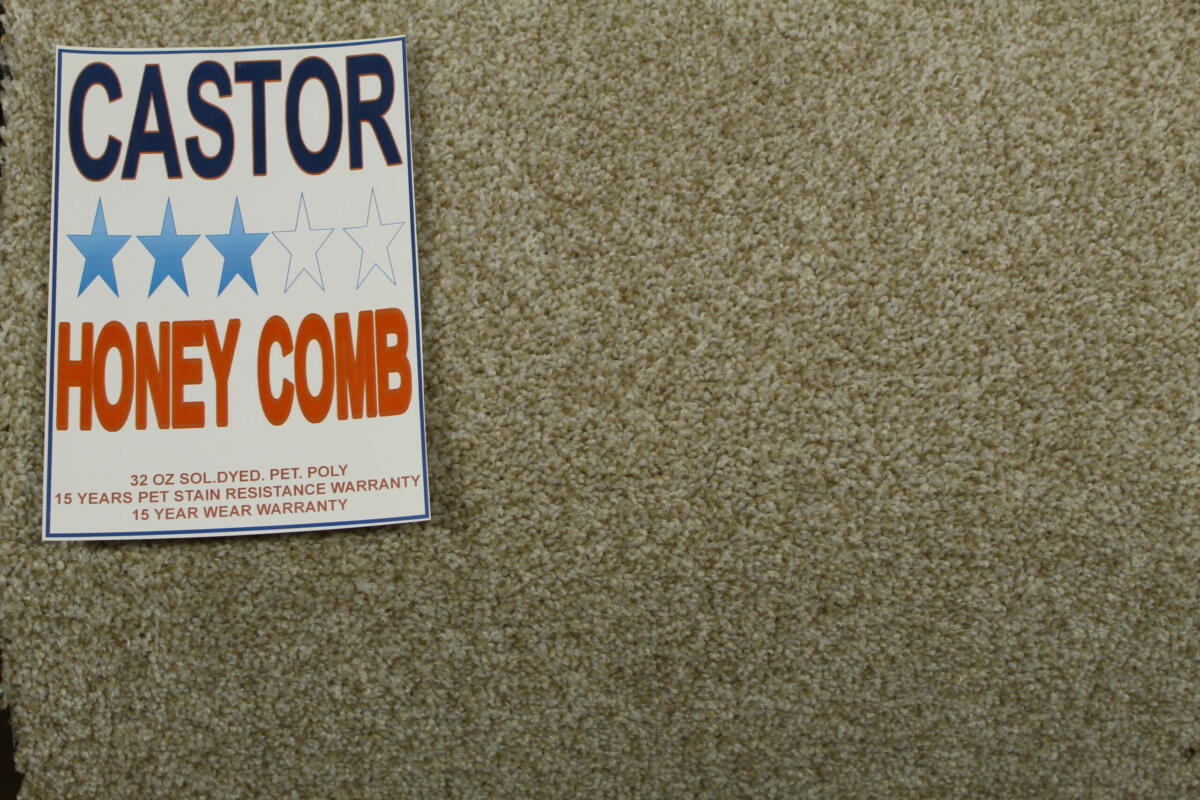 CASTOR
HONEY COMB
32 OZ SOL.DYED. PET. POLY
15 YEARS PET STAIN RESISTANCE WARRANTY
15 YEAR WEAR WARRANTY